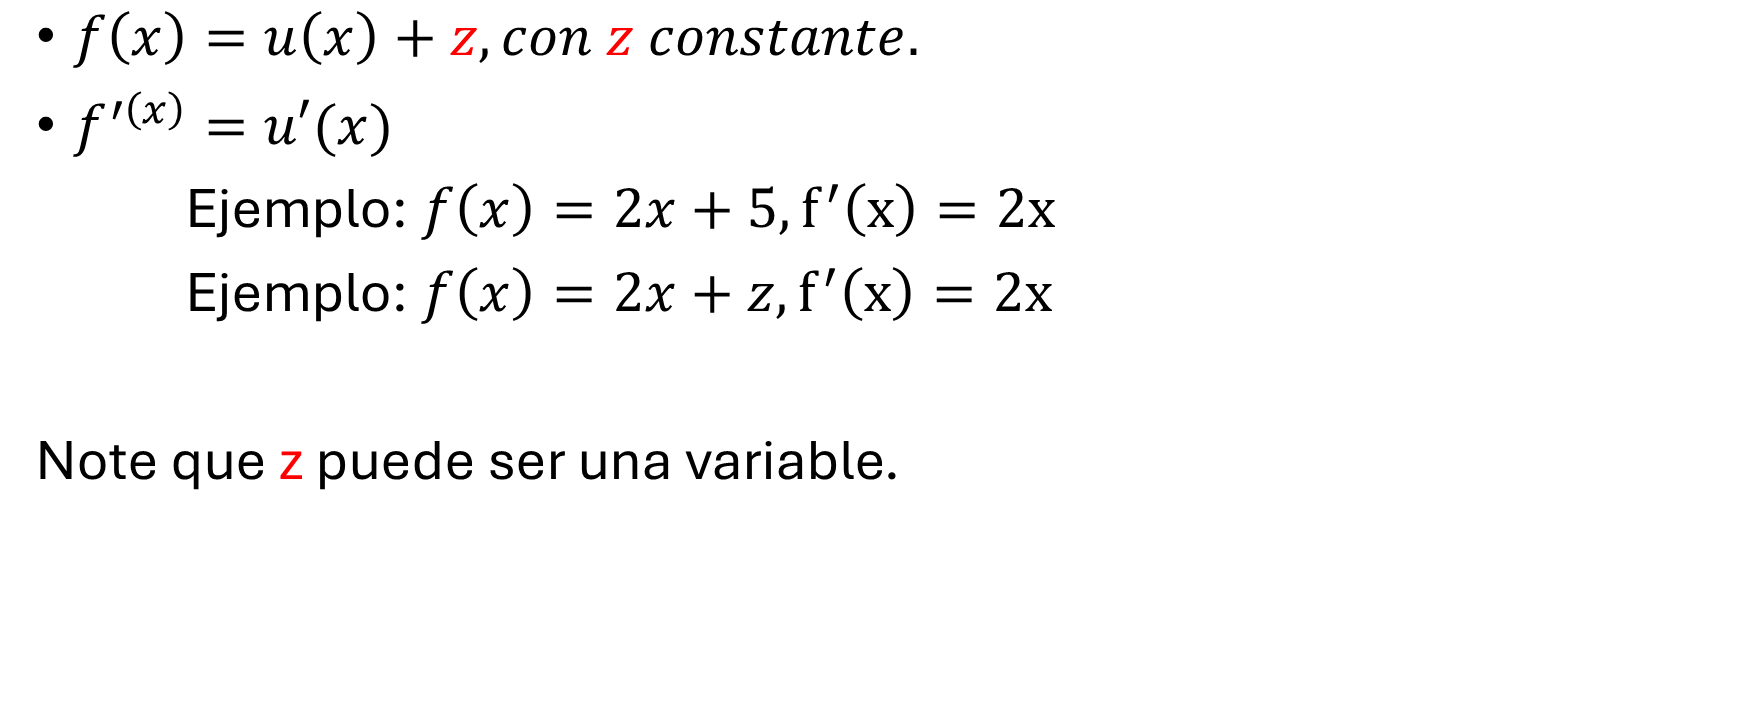 • f(x) = u(x) + z, con z constante.
• f′⁽ˣ⁾ = u′(x)
Ejemplo: f(x) = 2x + 5, f′(x) = 2x
Ejemplo: f(x) = 2x + z, f′(x) = 2x
Note que z puede ser una variable.